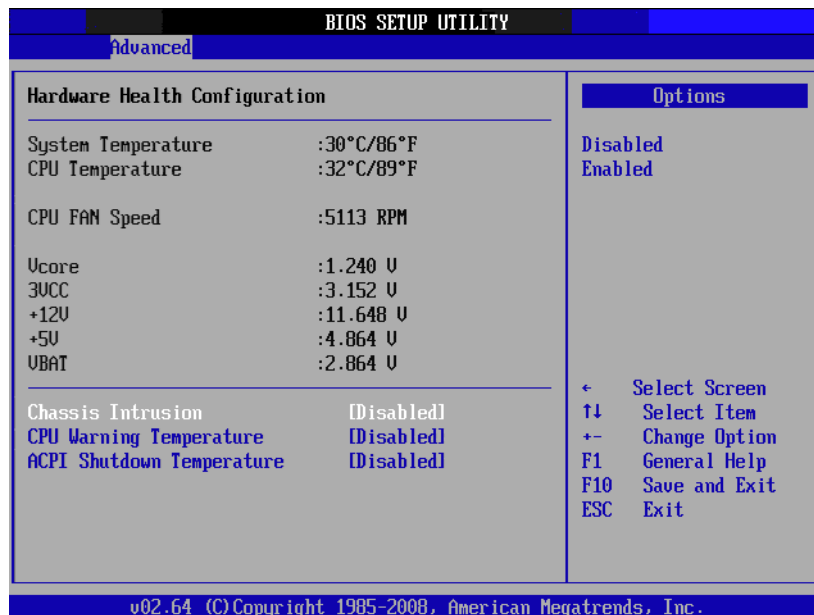 BIOS SETUP UTILITY
Advanced
Hardware Health Configuration
System Temperature :30°C/86°F
CPU Temperature :32°C/89°F
CPU FAN Speed :5113 RPM
Vcore :1.240 V
3VCC :3.152 V
+12V :11.648 V
+5V :4.864 V
VBAT :2.864 V
Chassis Intrusion [Disabled]
CPU Warning Temperature [Disabled]
ACPI Shutdown Temperature [Disabled]
Options
Disabled
Enabled
← Select Screen
↑↓ Select Item
+- Change Option
F1 General Help
F10 Save and Exit
ESC Exit
v02.64 (C)Copyright 1985-2008, American Megatrends, Inc.